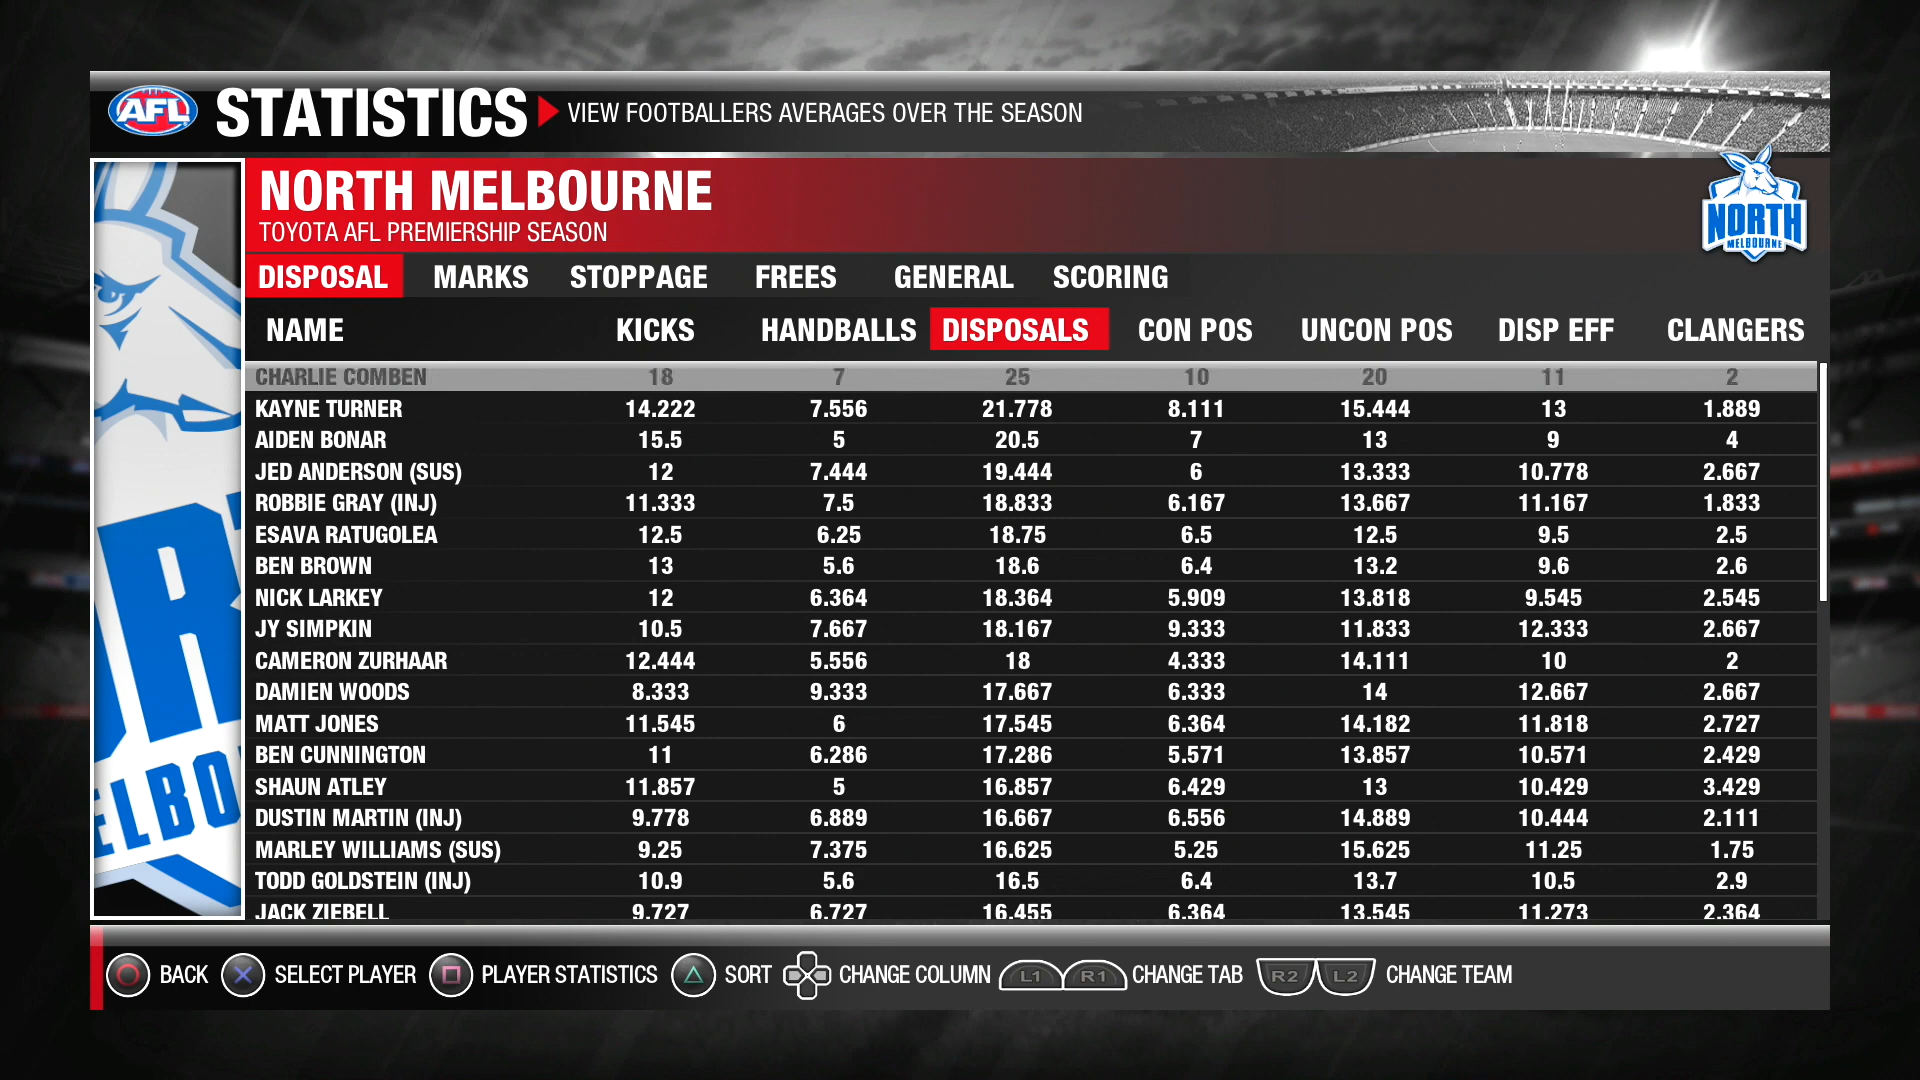 AFL STATISTICS VIEW FOOTBALLERS AVERAGES OVER THE SEASON
NORTH MELBOURNE
TOYOTA AFL PREMIERSHIP SEASON
NORTH
MELBOURNE
DISPOSAL MARKS STOPPAGE FREES GENERAL SCORING
NAME KICKS HANDBALLS DISPOSALS CON POS UNCON POS DISP EFF CLANGERS
CHARLIE COMBEN 18 7 25 10 20 11 2
KAYNE TURNER 14.222 7.556 21.778 8.111 15.444 13 1.889
AIDEN BONAR 15.5 5 20.5 7 13 9 4
JED ANDERSON (SUS) 12 7.444 19.444 6 13.333 10.778 2.667
ROBBIE GRAY (INJ) 11.333 7.5 18.833 6.167 13.667 11.167 1.833
ESAVA RATUGOLEA 12.5 6.25 18.75 6.5 12.5 9.5 2.5
BEN BROWN 13 5.6 18.6 6.4 13.2 9.6 2.6
NICK LARKEY 12 6.364 18.364 5.909 13.818 9.545 2.545
JY SIMPKIN 10.5 7.667 18.167 9.333 11.833 12.333 2.667
CAMERON ZURHAAR 12.444 5.556 18 4.333 14.111 10 2
DAMIEN WOODS 8.333 9.333 17.667 6.333 14 12.667 2.667
MATT JONES 11.545 6 17.545 6.364 14.182 11.818 2.727
BEN CUNNINGTON 11 6.286 17.286 5.571 13.857 10.571 2.429
SHAUN ATLEY 11.857 5 16.857 6.429 13 10.429 3.429
DUSTIN MARTIN (INJ) 9.778 6.889 16.667 6.556 14.889 10.444 2.111
MARLEY WILLIAMS (SUS) 9.25 7.375 16.625 5.25 15.625 11.25 1.75
TODD GOLDSTEIN (INJ) 10.9 5.6 16.5 6.4 13.7 10.5 2.9
JACK ZIEBELL 9.727 6.727 16.455 6.364 13.545 11.273 2.364
R
ELBO
BACK SELECT PLAYER PLAYER STATISTICS SORT CHANGE COLUMN L1 R1 CHANGE TAB R2 L2 CHANGE TEAM